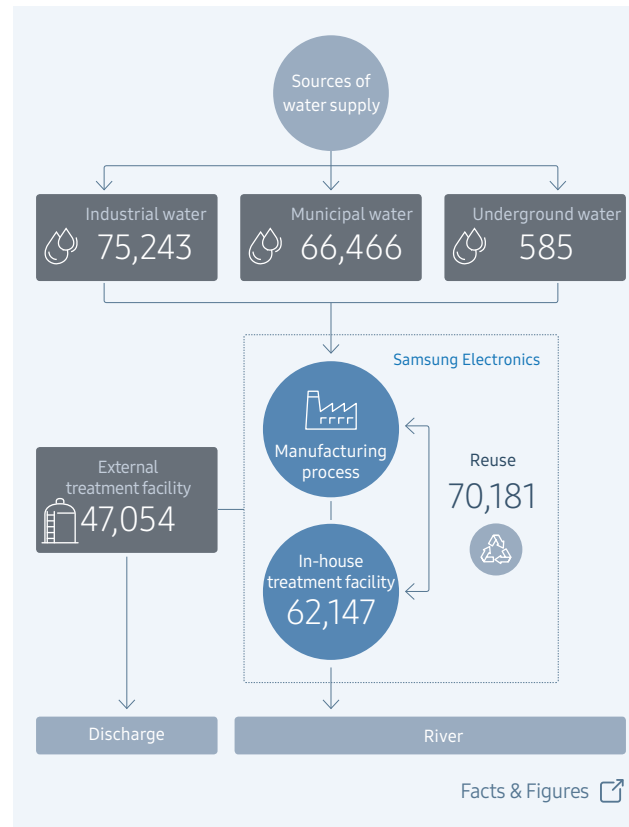 Sources of
water supply
Industrial water
75,243
Municipal water
66,466
Underground water
585
Samsung Electronics
Manufacturing
process
Reuse
70,181
External
treatment facility
47,054
In-house
treatment facility
62,147
Discharge
River
Facts & Figures